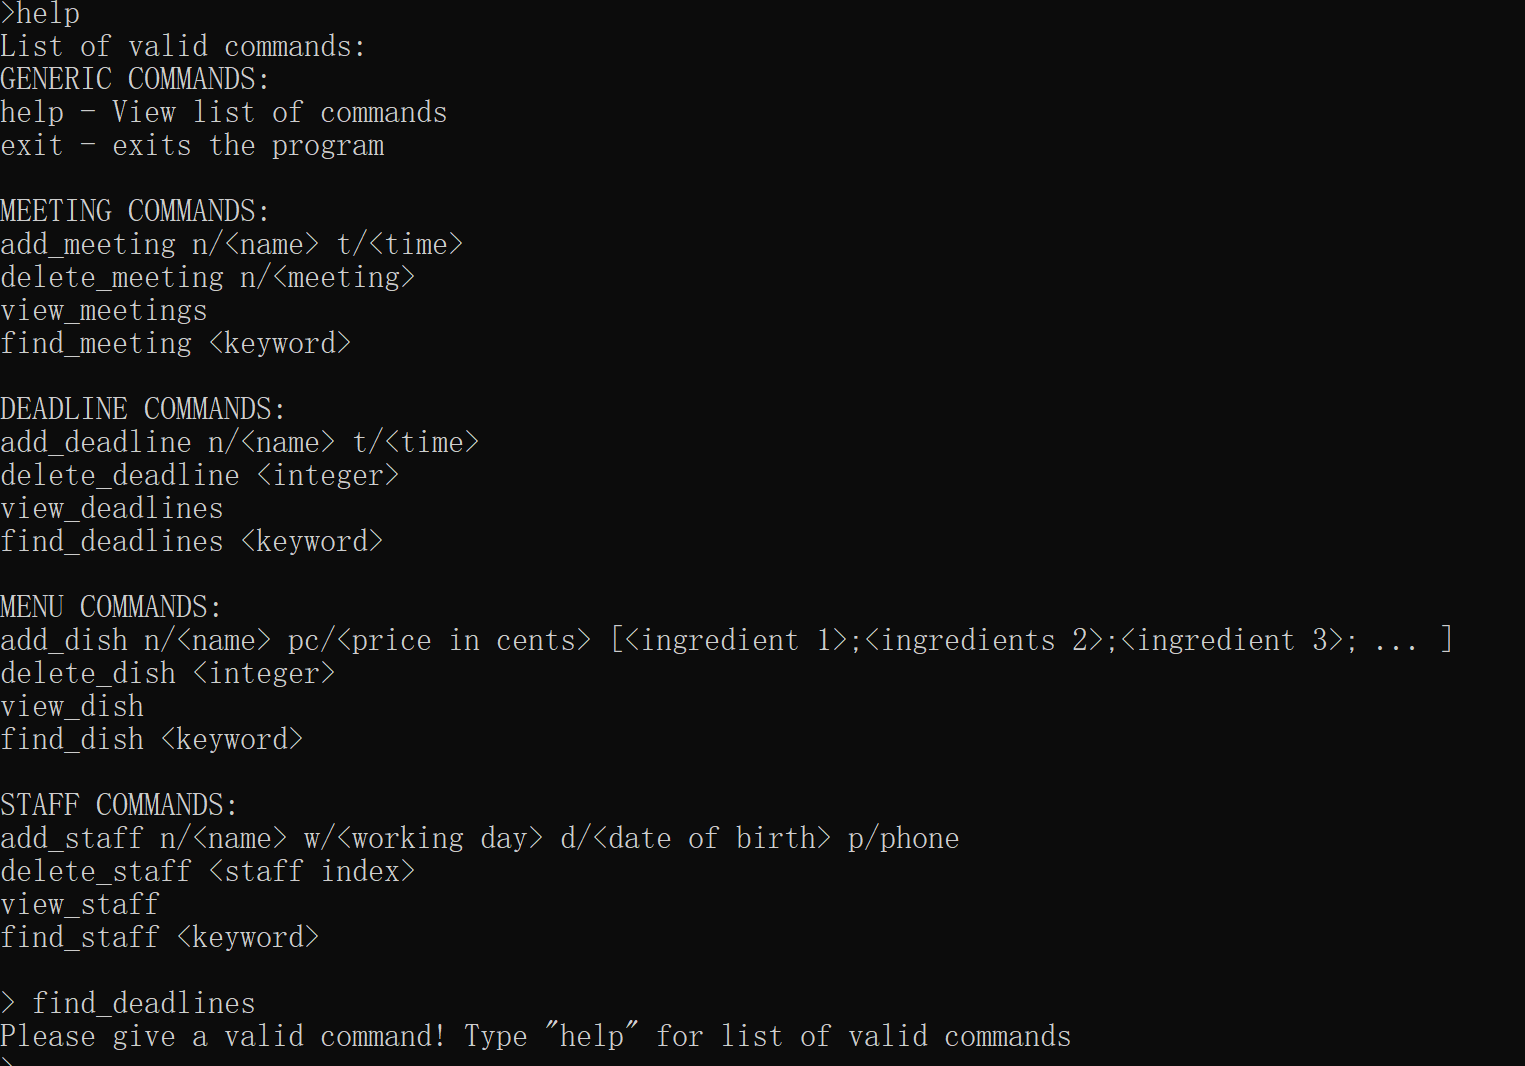 >help
List of valid commands:
GENERIC COMMANDS:
help - View list of commands
exit - exits the program
MEETING COMMANDS:
add_meeting n/<name> t/<time>
delete_meeting n/<meeting>
view_meetings
find_meeting <keyword>
DEADLINE COMMANDS:
add_deadline n/<name> t/<time>
delete_deadline <integer>
view_deadlines
find_deadlines <keyword>
MENU COMMANDS:
add_dish n/<name> pc/<price in cents> [<ingredient 1>;<ingredients 2>;<ingredient 3>; ... ]
delete_dish <integer>
view_dish
find_dish <keyword>
STAFF COMMANDS:
add_staff n/<name> w/<working day> d/<date of birth> p/phone
delete_staff <staff index>
view_staff
find_staff <keyword>
> find_deadlines
Please give a valid command! Type "help" for list of valid commands
>